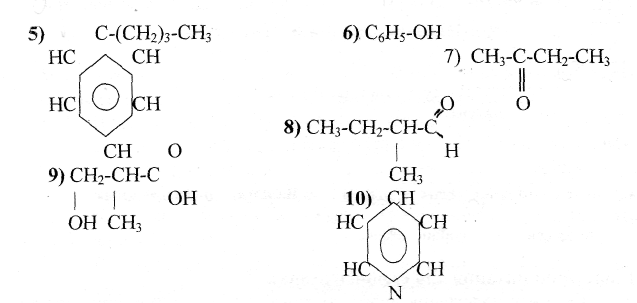 5) C-(CH₂)₃-CH₃
HC CH
HC CH
CH
6) C₆H₅-OH
7) CH₃-C-CH₂-CH₃
O
8) CH₃-CH₂-CH-C
O
H
CH₃
9) CH₂-CH-C
O
OH
OH CH₃
10) CH
HC CH
HC CH
N